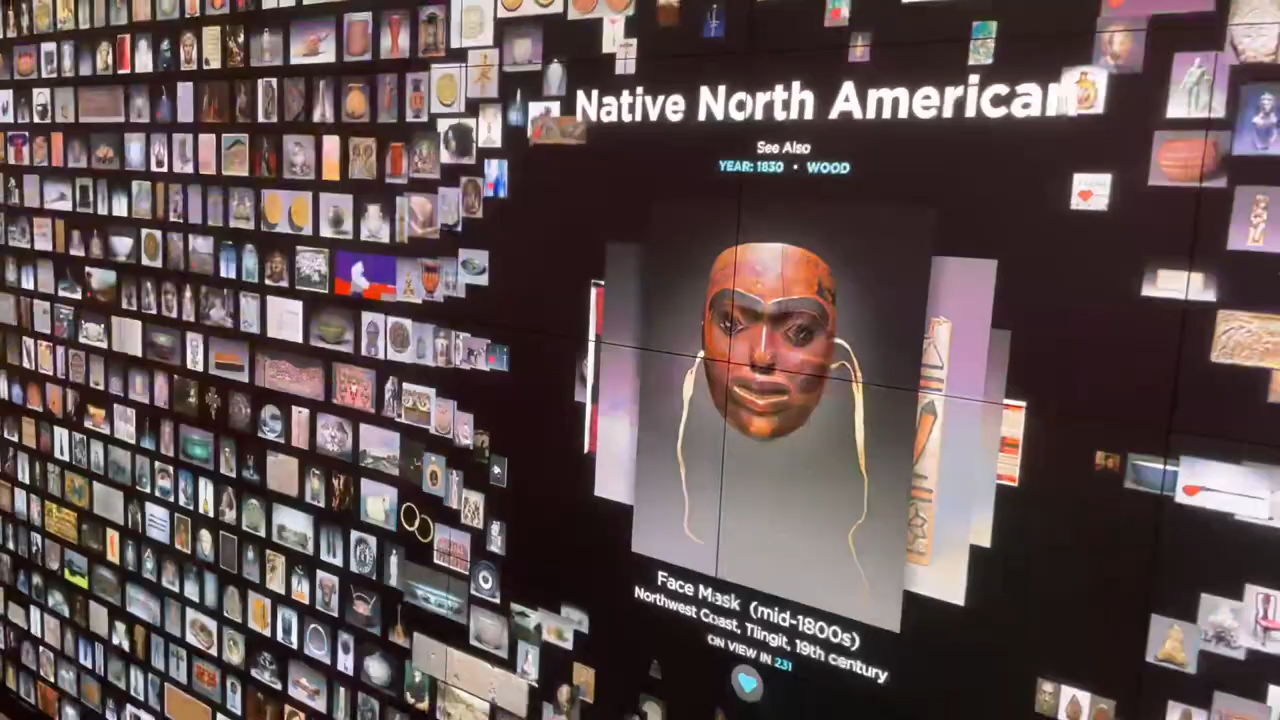 Native North American
See Also
YEAR: 1830 • WOOD
Face Mask (mid-1800s)
Northwest Coast, Tlingit, 19th century
ON VIEW IN 231